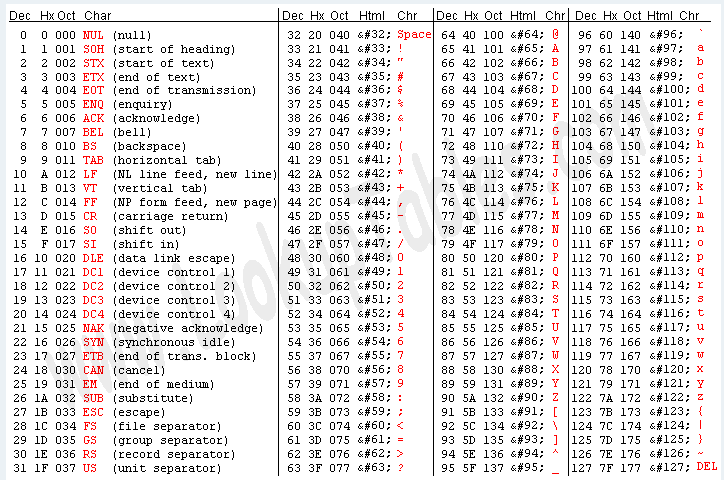 Dec Hx Oct Char Dec Hx Oct Html Chr Dec Hx Oct Html Chr Dec Hx Oct Html Chr
0 0 000 NUL (null) 32 20 040 &#32; Space 64 40 100 &#64; @ 96 60 140 &#96; `
1 1 001 SOH (start of heading) 33 21 041 &#33; ! 65 41 101 &#65; A 97 61 141 &#97; a
2 2 002 STX (start of text) 34 22 042 &#34; " 66 42 102 &#66; B 98 62 142 &#98; b
3 3 003 ETX (end of text) 35 23 043 &#35; # 67 43 103 &#67; C 99 63 143 &#99; c
4 4 004 EOT (end of transmission) 36 24 044 &#36; $ 68 44 104 &#68; D 100 64 144 &#100; d
5 5 005 ENQ (enquiry) 37 25 045 &#37; % 69 45 105 &#69; E 101 65 145 &#101; e
6 6 006 ACK (acknowledge) 38 26 046 &#38; & 70 46 106 &#70; F 102 66 146 &#102; f
7 7 007 BEL (bell) 39 27 047 &#39; ' 71 47 107 &#71; G 103 67 147 &#103; g
8 8 010 BS (backspace) 40 28 050 &#40; ( 72 48 110 &#72; H 104 68 150 &#104; h
9 9 011 TAB (horizontal tab) 41 29 051 &#41; ) 73 49 111 &#73; I 105 69 151 &#105; i
10 A 012 LF (NL line feed, new line) 42 2A 052 &#42; * 74 4A 112 &#74; J 106 6A 152 &#106; j
11 B 013 VT (vertical tab) 43 2B 053 &#43; + 75 4B 113 &#75; K 107 6B 153 &#107; k
12 C 014 FF (NP form feed, new page) 44 2C 054 &#44; , 76 4C 114 &#76; L 108 6C 154 &#108; l
13 D 015 CR (carriage return) 45 2D 055 &#45; - 77 4D 115 &#77; M 109 6D 155 &#109; m
14 E 016 SO (shift out) 46 2E 056 &#46; . 78 4E 116 &#78; N 110 6E 156 &#110; n
15 F 017 SI (shift in) 47 2F 057 &#47; / 79 4F 117 &#79; O 111 6F 157 &#111; o
16 10 020 DLE (data link escape) 48 30 060 &#48; 0 80 50 120 &#80; P 112 70 160 &#112; p
17 11 021 DC1 (device control 1) 49 31 061 &#49; 1 81 51 121 &#81; Q 113 71 161 &#113; q
18 12 022 DC2 (device control 2) 50 32 062 &#50; 2 82 52 122 &#82; R 114 72 162 &#114; r
19 13 023 DC3 (device control 3) 51 33 063 &#51; 3 83 53 123 &#83; S 115 73 163 &#115; s
20 14 024 DC4 (device control 4) 52 34 064 &#52; 4 84 54 124 &#84; T 116 74 164 &#116; t
21 15 025 NAK (negative acknowledge) 53 35 065 &#53; 5 85 55 125 &#85; U 117 75 165 &#117; u
22 16 026 SYN (synchronous idle) 54 36 066 &#54; 6 86 56 126 &#86; V 118 76 166 &#118; v
23 17 027 ETB (end of trans. block) 55 37 067 &#55; 7 87 57 127 &#87; W 119 77 167 &#119; w
24 18 030 CAN (cancel) 56 38 070 &#56; 8 88 58 130 &#88; X 120 78 170 &#120; x
25 19 031 EM (end of medium) 57 39 071 &#57; 9 89 59 131 &#89; Y 121 79 171 &#121; y
26 1A 032 SUB (substitute) 58 3A 072 &#58; : 90 5A 132 &#90; Z 122 7A 172 &#122; z
27 1B 033 ESC (escape) 59 3B 073 &#59; ; 91 5B 133 &#91; [ 123 7B 173 &#123; {
28 1C 034 FS (file separator) 60 3C 074 &#60; < 92 5C 134 &#92; \ 124 7C 174 &#124; |
29 1D 035 GS (group separator) 61 3D 075 &#61; = 93 5D 135 &#93; ] 125 7D 175 &#125; }
30 1E 036 RS (record separator) 62 3E 076 &#62; > 94 5E 136 &#94; ^ 126 7E 176 &#126; ~
31 1F 037 US (unit separator) 63 3F 077 &#63; ? 95 5F 137 &#95; _ 127 7F 177 &#127; DEL
www.LookupTables.com